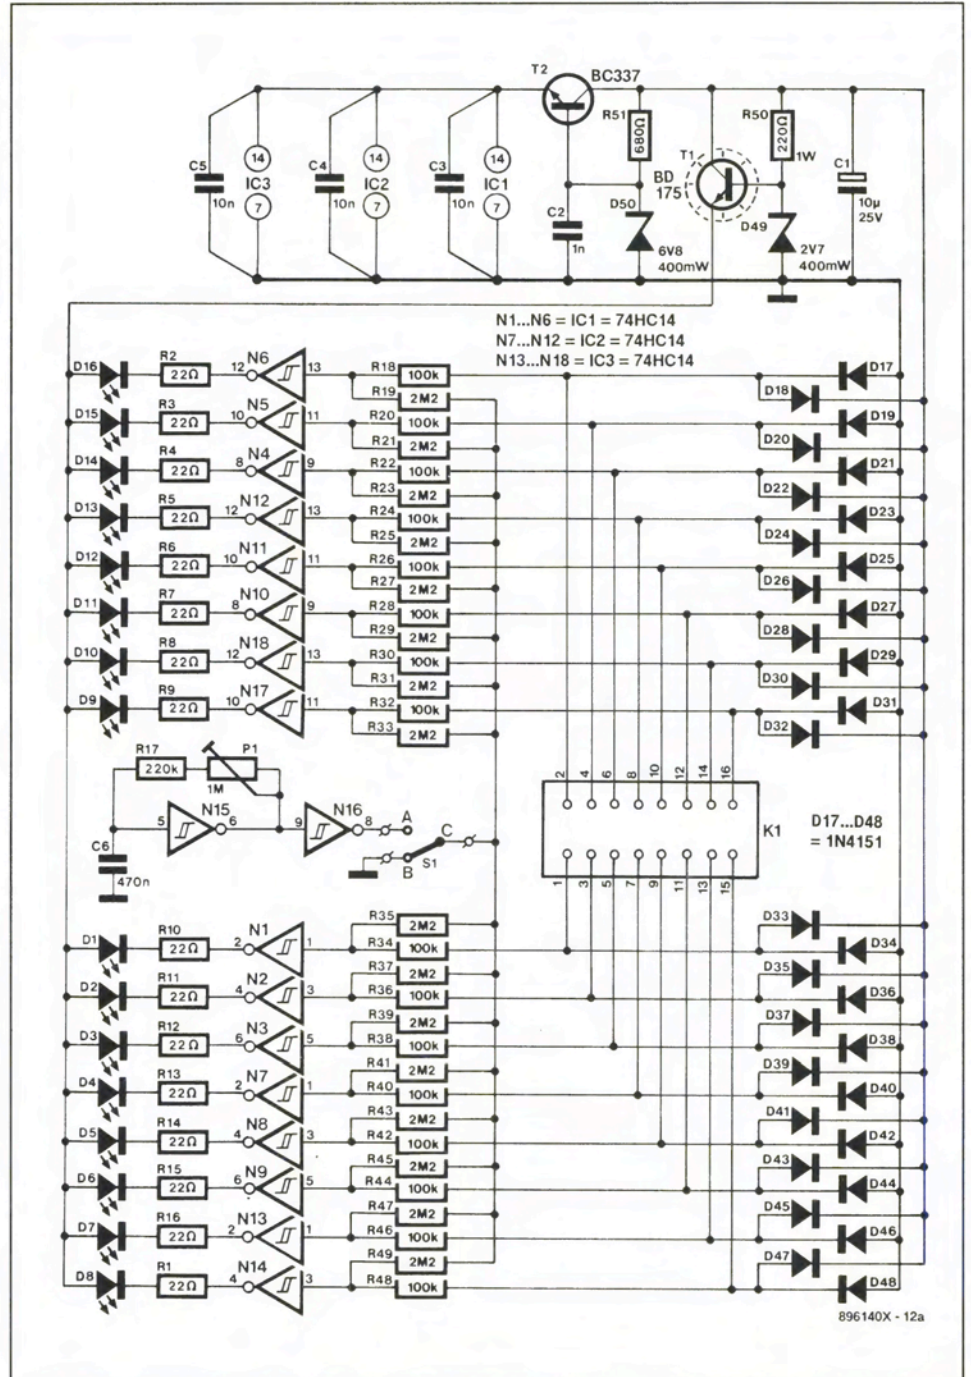 T2
BC337
R51
680Ω
R50
220Ω
1W
C5
10n
14
IC3
7
C4
10n
14
IC2
7
C3
10n
14
IC1
7
T1
BD
175
C1
10µ
25V
C2
1n
D50
6V8
400mW
D49
2V7
400mW
N1...N6 = IC1 = 74HC14
N7...N12 = IC2 = 74HC14
N13...N18 = IC3 = 74HC14
D16 R2 22Ω 12 N6 13 R18 100k D17
R19 2M2 D18
D15 R3 22Ω 10 N5 11 R20 100k D19
R21 2M2 D20
D14 R4 22Ω 8 N4 9 R22 100k D21
R23 2M2 D22
D13 R5 22Ω 12 N12 13 R24 100k D23
R25 2M2 D24
D12 R6 22Ω 10 N11 11 R26 100k D25
R27 2M2 D26
D11 R7 22Ω 8 N10 9 R28 100k D27
R29 2M2 D28
D10 R8 22Ω 12 N18 13 R30 100k D29
R31 2M2 D30
D9 R9 22Ω 10 N17 11 R32 100k D31
R33 2M2 D32
R17 220k P1 1M
5 N15 6 9 N16 8 A
C
B S1
C6
470n
2 4 6 8 10 12 14 16
K1
1 3 5 7 9 11 13 15
D17...D48
= 1N4151
R35 2M2 D33
D1 R10 22Ω 2 N1 1 R34 100k D34
R37 2M2 D35
D2 R11 22Ω 4 N2 3 R36 100k D36
R39 2M2 D37
D3 R12 22Ω 6 N3 5 R38 100k D38
R41 2M2 D39
D4 R13 22Ω 2 N7 1 R40 100k D40
R43 2M2 D41
D5 R14 22Ω 4 N8 3 R42 100k D42
R45 2M2 D43
D6 R15 22Ω 6 N9 5 R44 100k D44
R47 2M2 D45
D7 R16 22Ω 2 N13 1 R46 100k D46
R49 2M2 D47
D8 R1 22Ω 4 N14 3 R48 100k D48
896140X - 12a